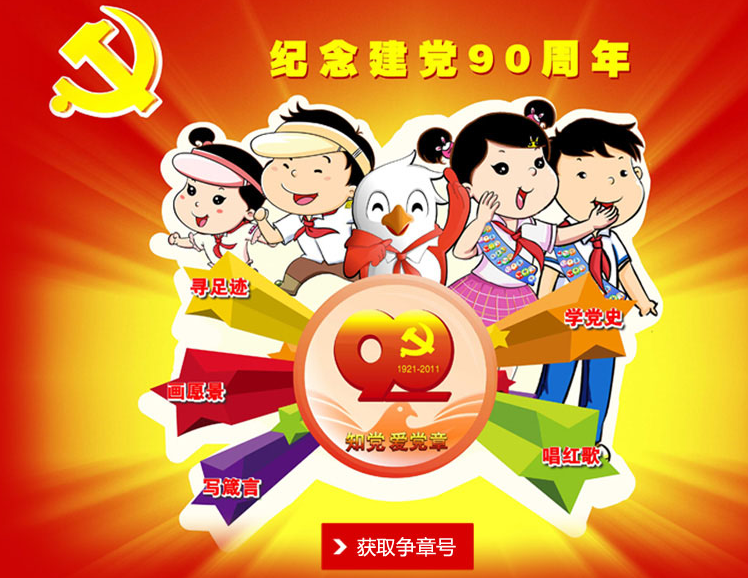 纪念建党90周年
寻足迹
学党史
画愿景
90
1921-2011
知党爱党章
唱红歌
写箴言
获取争章号